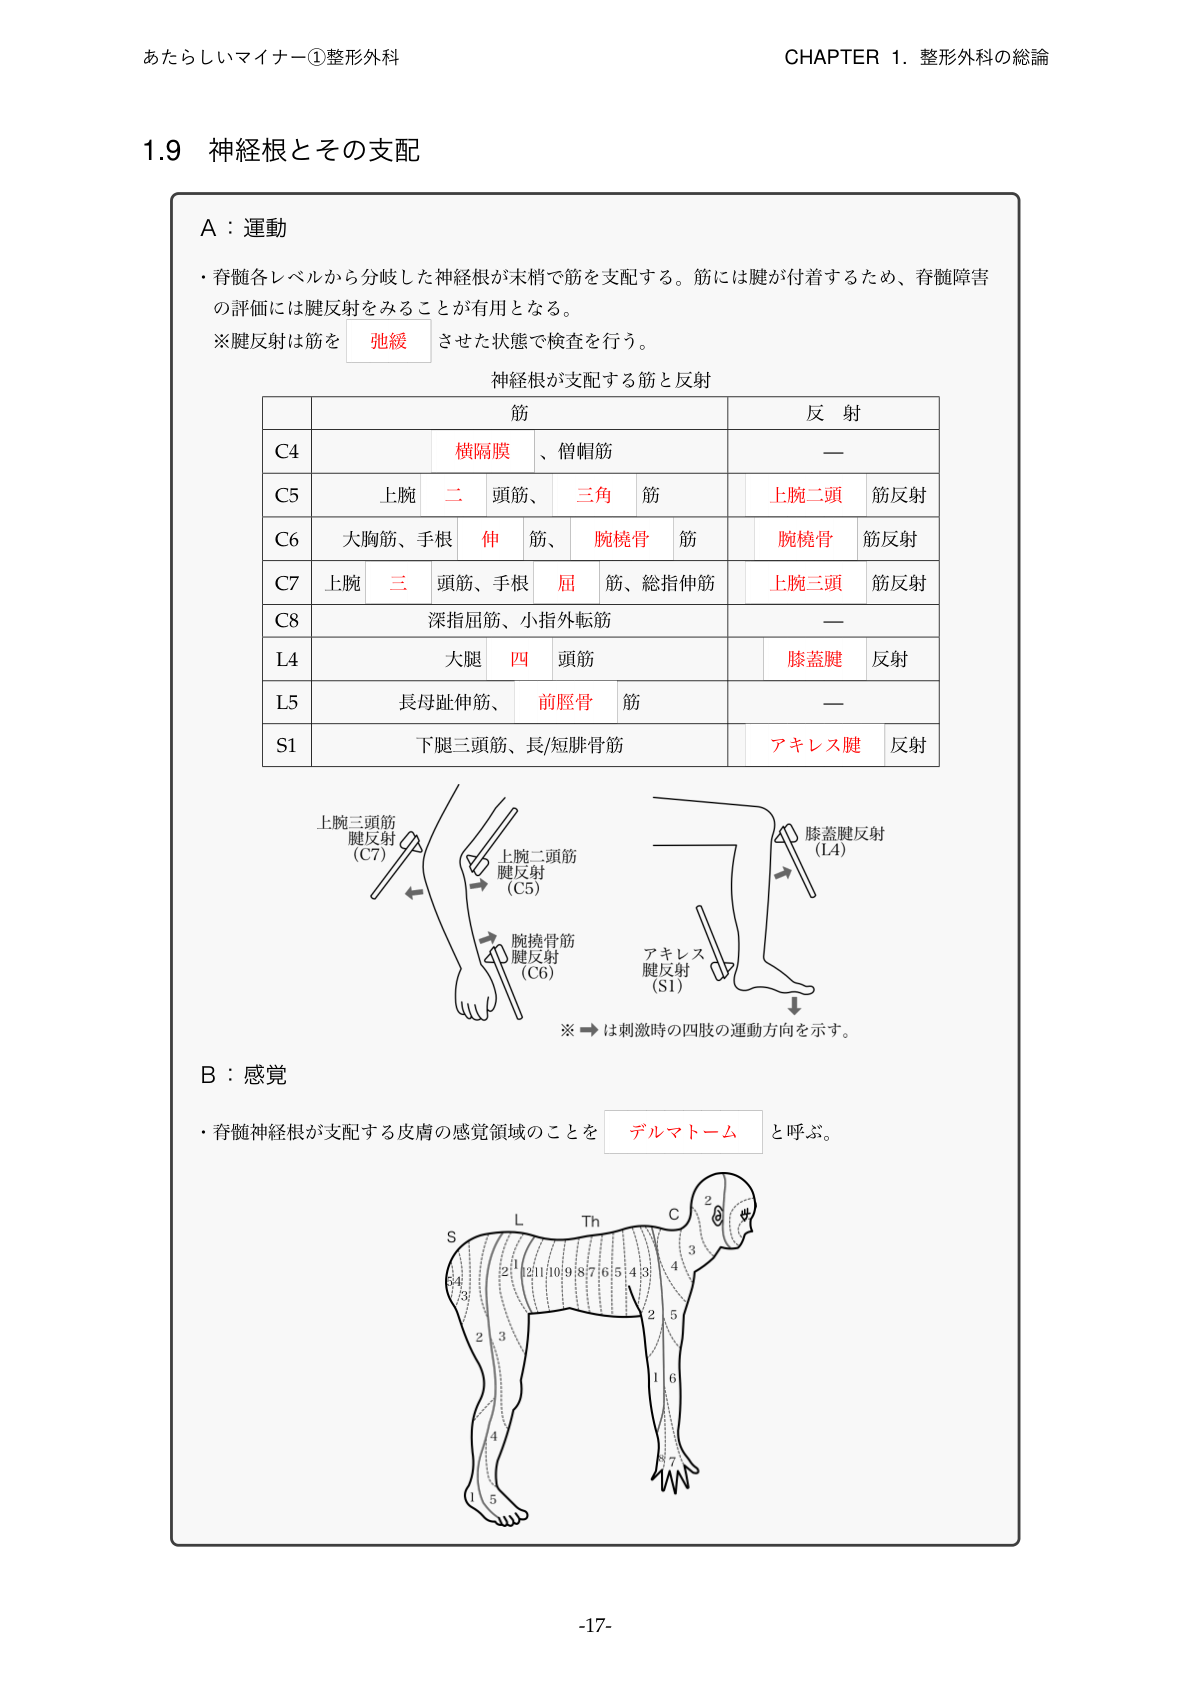 あたらしいマイナー①整形外科 CHAPTER 1. 整形外科の総論
1.9 神経根とその支配
A：運動
・脊髄各レベルから分岐した神経根が末梢で筋を支配する。筋には腱が付着するため、脊髄障害
の評価には腱反射をみることが有用となる。
※腱反射は筋を 弛緩 させた状態で検査を行う。
神経根が支配する筋と反射
筋 反 射
C4 横隔膜 、僧帽筋 —
C5 上腕 二 頭筋、 三角 筋 上腕二頭 筋反射
C6 大胸筋、手根 伸 筋、 腕橈骨 筋 腕橈骨 筋反射
C7 上腕 三 頭筋、手根 屈 筋、総指伸筋 上腕三頭 筋反射
C8 深指屈筋、小指外転筋 —
L4 大腿 四 頭筋 膝蓋腱 反射
L5 長母趾伸筋、 前脛骨 筋 —
S1 下腿三頭筋、長/短腓骨筋 アキレス腱 反射
上腕三頭筋
腱反射
(C7)
上腕二頭筋
腱反射
(C5)
腕撓骨筋
腱反射
(C6)
膝蓋腱反射
(L4)
アキレス
腱反射
(S1)
※ ➡ は刺激時の四肢の運動方向を示す。
B：感覚
・脊髄神経根が支配する皮膚の感覚領域のことを デルマトーム と呼ぶ。
S L Th C
2
3
4
5 4 3 2 1 12 11 10 9 8 7 6 5 4 3
2 5
2 3
1 6
4
8 7
1 5
-17-